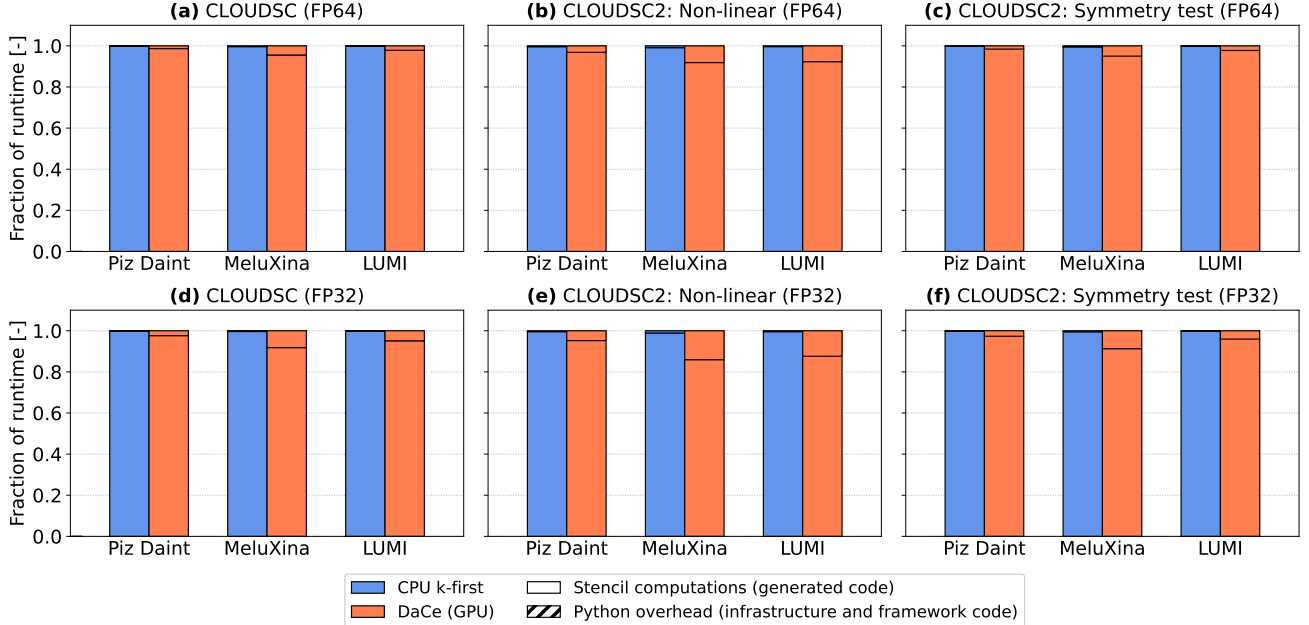 (a) CLOUDSC (FP64)
(b) CLOUDSC2: Non-linear (FP64)
(c) CLOUDSC2: Symmetry test (FP64)
Fraction of runtime [-]
1.0
0.8
0.6
0.4
0.2
0.0
Piz Daint MeluXina LUMI
Piz Daint MeluXina LUMI
Piz Daint MeluXina LUMI
(d) CLOUDSC (FP32)
(e) CLOUDSC2: Non-linear (FP32)
(f) CLOUDSC2: Symmetry test (FP32)
Fraction of runtime [-]
1.0
0.8
0.6
0.4
0.2
0.0
Piz Daint MeluXina LUMI
Piz Daint MeluXina LUMI
Piz Daint MeluXina LUMI
CPU k-first
DaCe (GPU)
Stencil computations (generated code)
Python overhead (infrastructure and framework code)